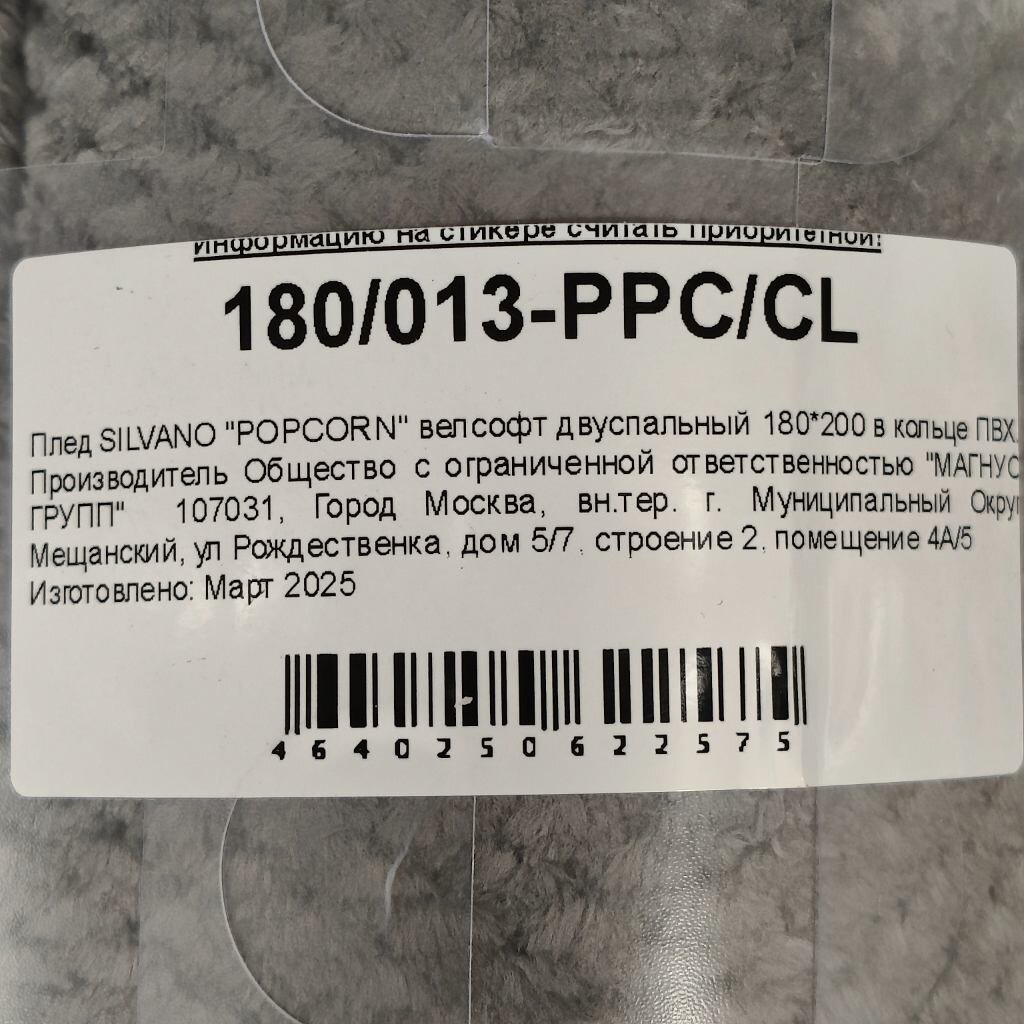 Информацию на стикере считать приоритетной!
180/013-PPC/CL
Плед SILVANO "POPCORN" велсофт двуспальный 180*200 в кольце ПВХ.
Производитель Общество с ограниченной ответственностью "МАГНУС
ГРУПП" 107031, Город Москва, вн.тер. г. Муниципальный Округ
Мещанский, ул Рождественка, дом 5/7, строение 2, помещение 4А/5
Изготовлено: Март 2025
4640250622575